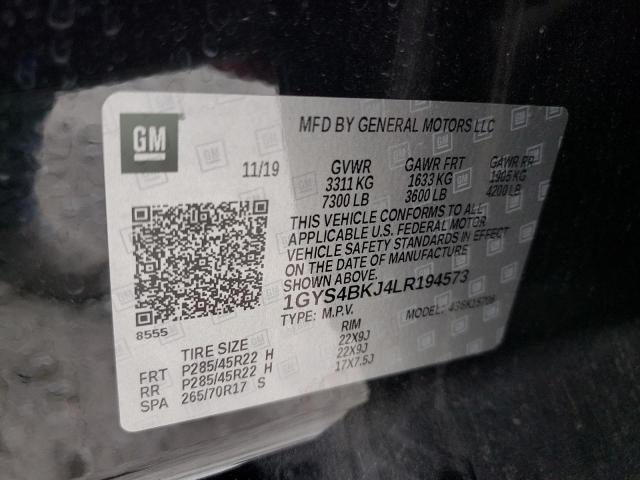 GM
MFD BY GENERAL MOTORS LLC
11/19
GVWR GAWR FRT GAWR RR
3311 KG 1633 KG 1905 KG
7300 LB 3600 LB 4200 LB
THIS VEHICLE CONFORMS TO ALL
APPLICABLE U.S. FEDERAL MOTOR
VEHICLE SAFETY STANDARDS IN EFFECT
ON THE DATE OF MANUFACTURE
SHOWN ABOVE.
1GYS4BKJ4LR194573
TYPE: M.P.V. MODEL:
8555
TIRE SIZE RIM
FRT P285/45R22 H 22X9J
RR P285/45R22 H 22X9J
SPA 265/70R17 S 17X7.5J